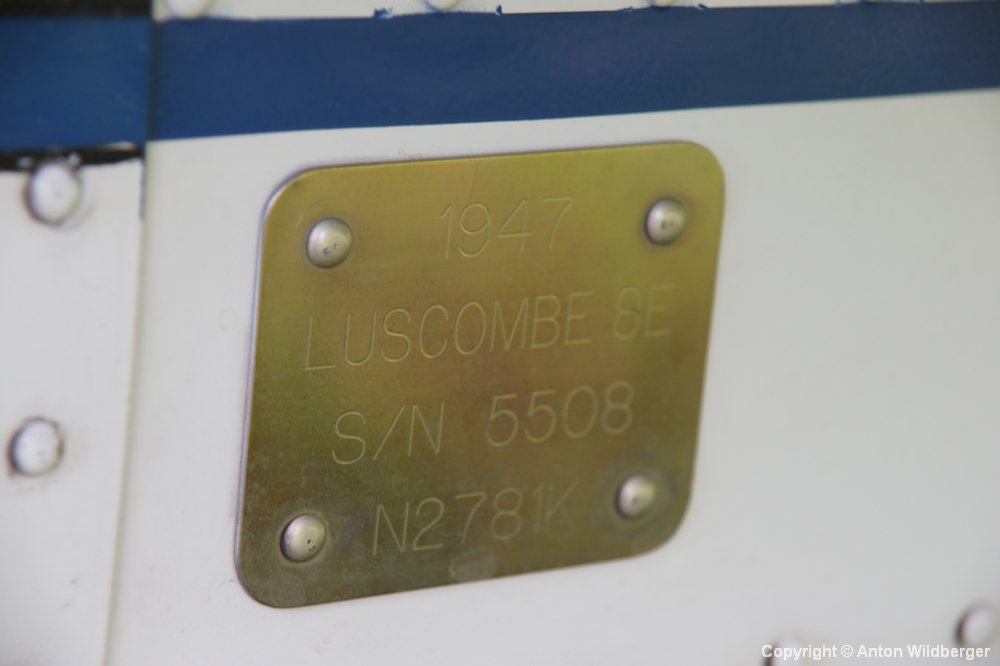 1947
LUSCOMBE 8E
S/N 5508
N2781K
Copyright © Anton Wildberger